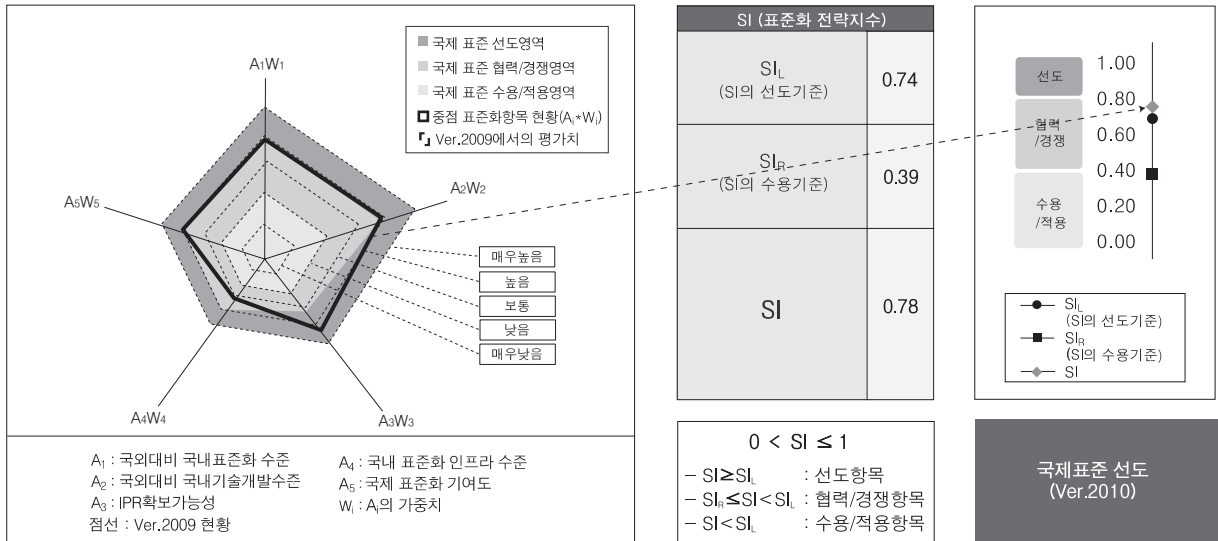 국제 표준 선도영역
국제 표준 협력/경쟁영역
국제 표준 수용/적용영역
중점 표준화항목 현황(Ai*Wi)
Ver.2009에서의 평가치
A1W1
A2W2
A3W3
A4W4
A5W5
매우높음
높음
보통
낮음
매우낮음
A1 : 국외대비 국내표준화 수준
A2 : 국외대비 국내기술개발수준
A3 : IPR확보가능성
점선 : Ver.2009 현황
A4 : 국내 표준화 인프라 수준
A5 : 국제 표준화 기여도
Wi : Ai의 가중치
SI (표준화 전략지수)
SIL
(SI의 선도기준)
0.74
SIR
(SI의 수용기준)
0.39
SI
0.78
0 < SI ≤ 1
– SI≥SIL : 선도항목
– SIR≤SI<SIL : 협력/경쟁항목
– SI<SIL : 수용/적용항목
선도
협력
/경쟁
수용
/적용
1.00
0.80
0.60
0.40
0.20
0.00
SIL
(SI의 선도기준)
SIR
(SI의 수용기준)
SI
국제표준 선도
(Ver.2010)